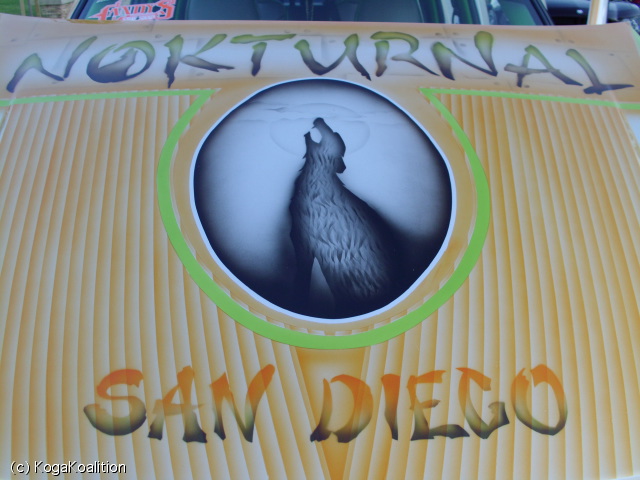 NOKTURNAL
SAN DIEGO
(c) KogaKoalition